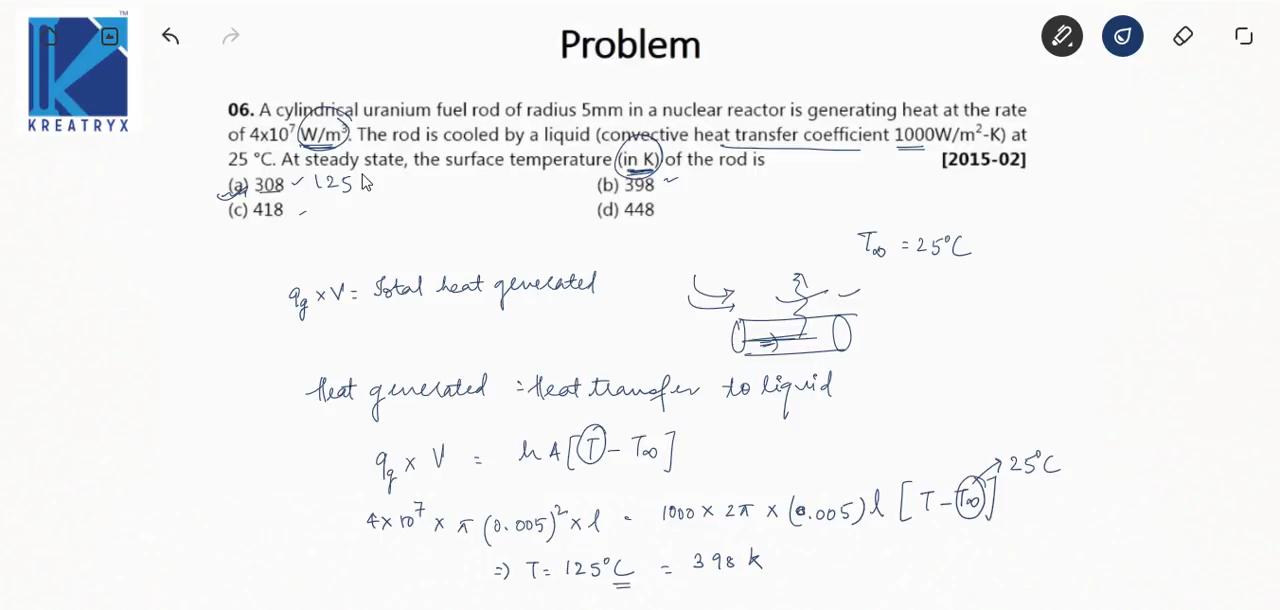 TM
KREATRYX
Problem
06. A cylindrical uranium fuel rod of radius 5mm in a nuclear reactor is generating heat at the rate
of 4x10⁷ W/m³. The rod is cooled by a liquid (convective heat transfer coefficient 1000W/m²-K) at
25 °C. At steady state, the surface temperature (in K) of the rod is [2015-02]
(a) 308 125 (b) 398
(c) 418 (d) 448
T∞ = 25°C
qg × V = Total heat generated
Heat generated = Heat transfer to liquid
qg × V = hA[T - T∞]
25°C
4×10⁷ × π (0.005)² × l = 1000 × 2π × (0.005) l [T - T∞]
=) T = 125°C = 398 k